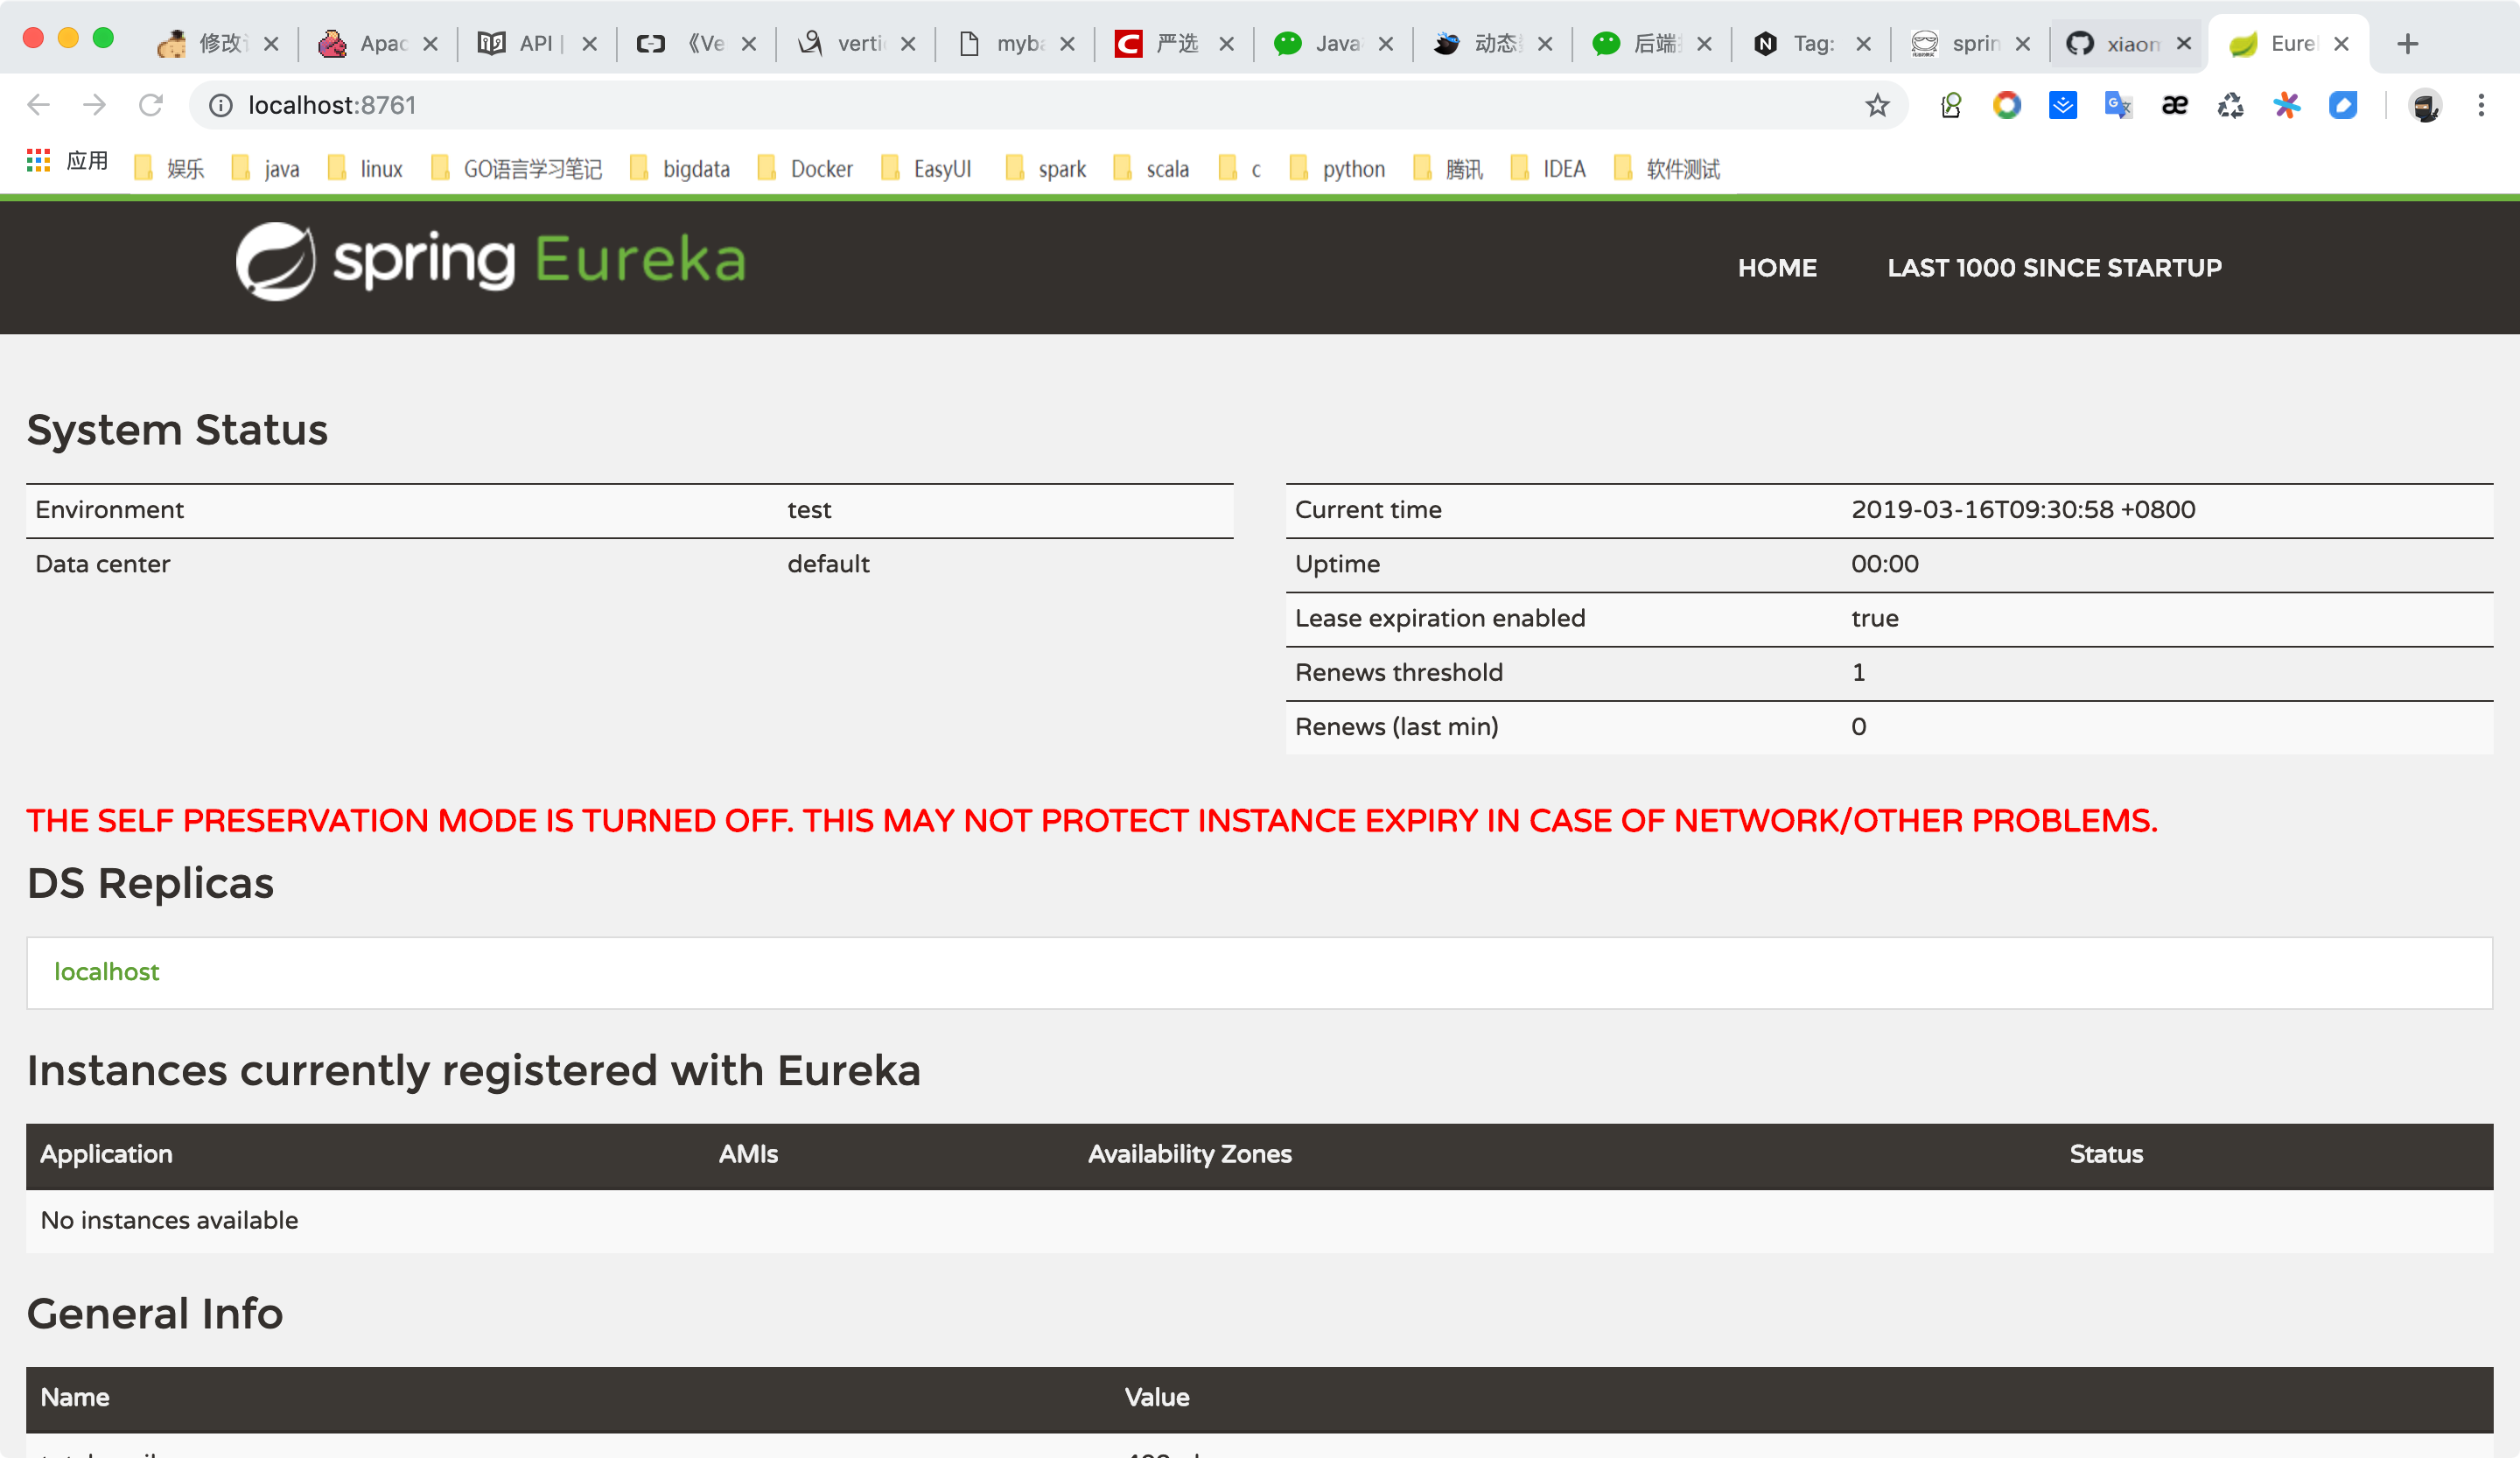 修改 Apac API 《Ve verti myba 严选 Java 动态 后端 Tag: sprin xiaom Eure
localhost:8761
应用 娱乐 java linux GO语言学习笔记 bigdata Docker EasyUI spark scala c python 腾讯 IDEA 软件测试
spring Eureka
HOME LAST 1000 SINCE STARTUP
System Status
Environment test
Data center default
Current time 2019-03-16T09:30:58 +0800
Uptime 00:00
Lease expiration enabled true
Renews threshold 1
Renews (last min) 0
THE SELF PRESERVATION MODE IS TURNED OFF. THIS MAY NOT PROTECT INSTANCE EXPIRY IN CASE OF NETWORK/OTHER PROBLEMS.
DS Replicas
localhost
Instances currently registered with Eureka
Application AMIs Availability Zones Status
No instances available
General Info
Name Value